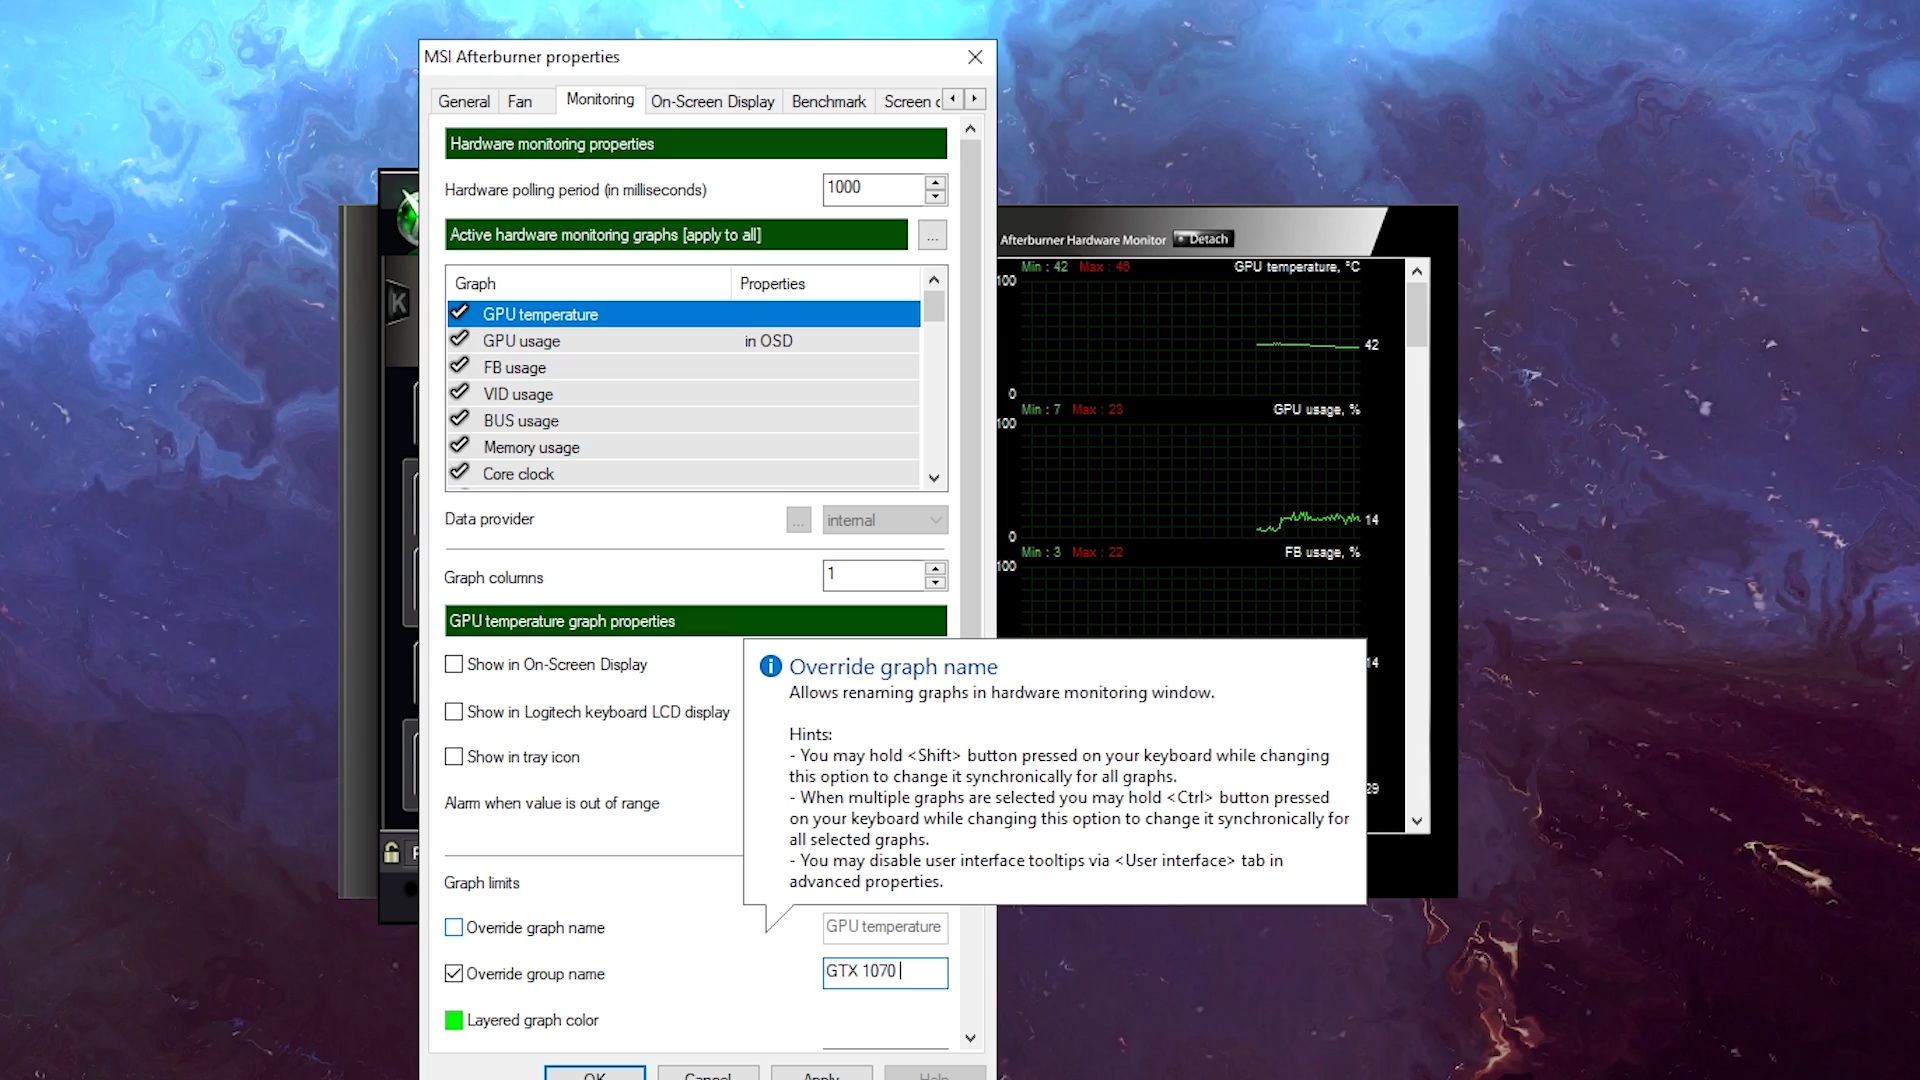 MSI Afterburner properties
General Fan Monitoring On-Screen Display Benchmark Screen c
Hardware monitoring properties
Hardware polling period (in milliseconds) 1000
Active hardware monitoring graphs [apply to all] ...
Graph Properties
GPU temperature
GPU usage in OSD
FB usage
VID usage
BUS usage
Memory usage
Core clock
Data provider ... internal
Graph columns 1
GPU temperature graph properties
Show in On-Screen Display
Show in Logitech keyboard LCD display
Show in tray icon
Alarm when value is out of range
Graph limits
Override graph name GPU temperature
Override group name GTX 1070
Layered graph color
OK Cancel Apply Help
K
Afterburner Hardware Monitor Detach
Min : 42 Max : 46 GPU temperature, °C
100
42
0
Min : 7 Max : 23 GPU usage, %
100
14
0
Min : 3 Max : 22 FB usage, %
100
14
29
Override graph name
Allows renaming graphs in hardware monitoring window.
Hints:
- You may hold <Shift> button pressed on your keyboard while changing
this option to change it synchronically for all graphs.
- When multiple graphs are selected you may hold <Ctrl> button pressed
on your keyboard while changing this option to change it synchronically for
all selected graphs.
- You may disable user interface tooltips via <User interface> tab in
advanced properties.